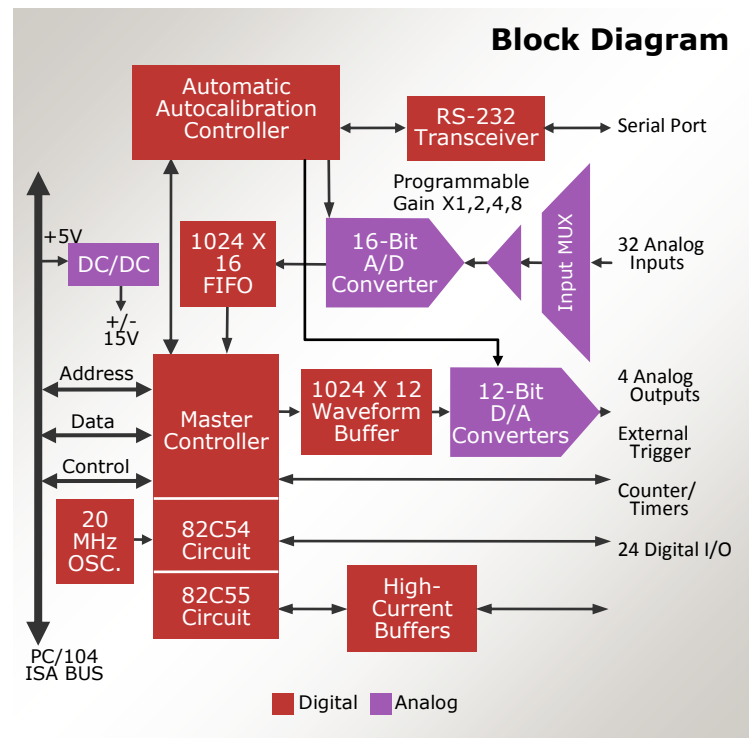 Block Diagram
Automatic
Autocalibration
Controller
RS-232
Transceiver
Serial Port
Programmable
Gain X1,2,4,8
+5V
DC/DC
+/-
15V
1024 X
16
FIFO
16-Bit
A/D
Converter
Input MUX
32 Analog
Inputs
Address
Data
Control
Master
Controller
1024 X 12
Waveform
Buffer
12-Bit
D/A
Converters
4 Analog
Outputs
External
Trigger
Counter/
Timers
20
MHz
OSC.
82C54
Circuit
24 Digital I/O
82C55
Circuit
High-
Current
Buffers
PC/104
ISA BUS
Digital
Analog